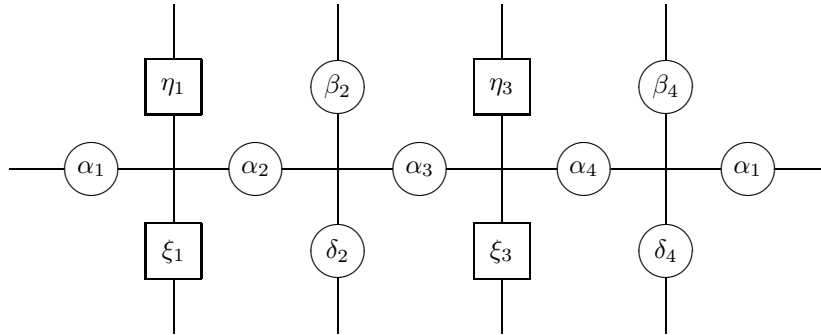 η₁ β₂ η₃ β₄
α₁ α₂ α₃ α₄ α₁
ξ₁ δ₂ ξ₃ δ₄